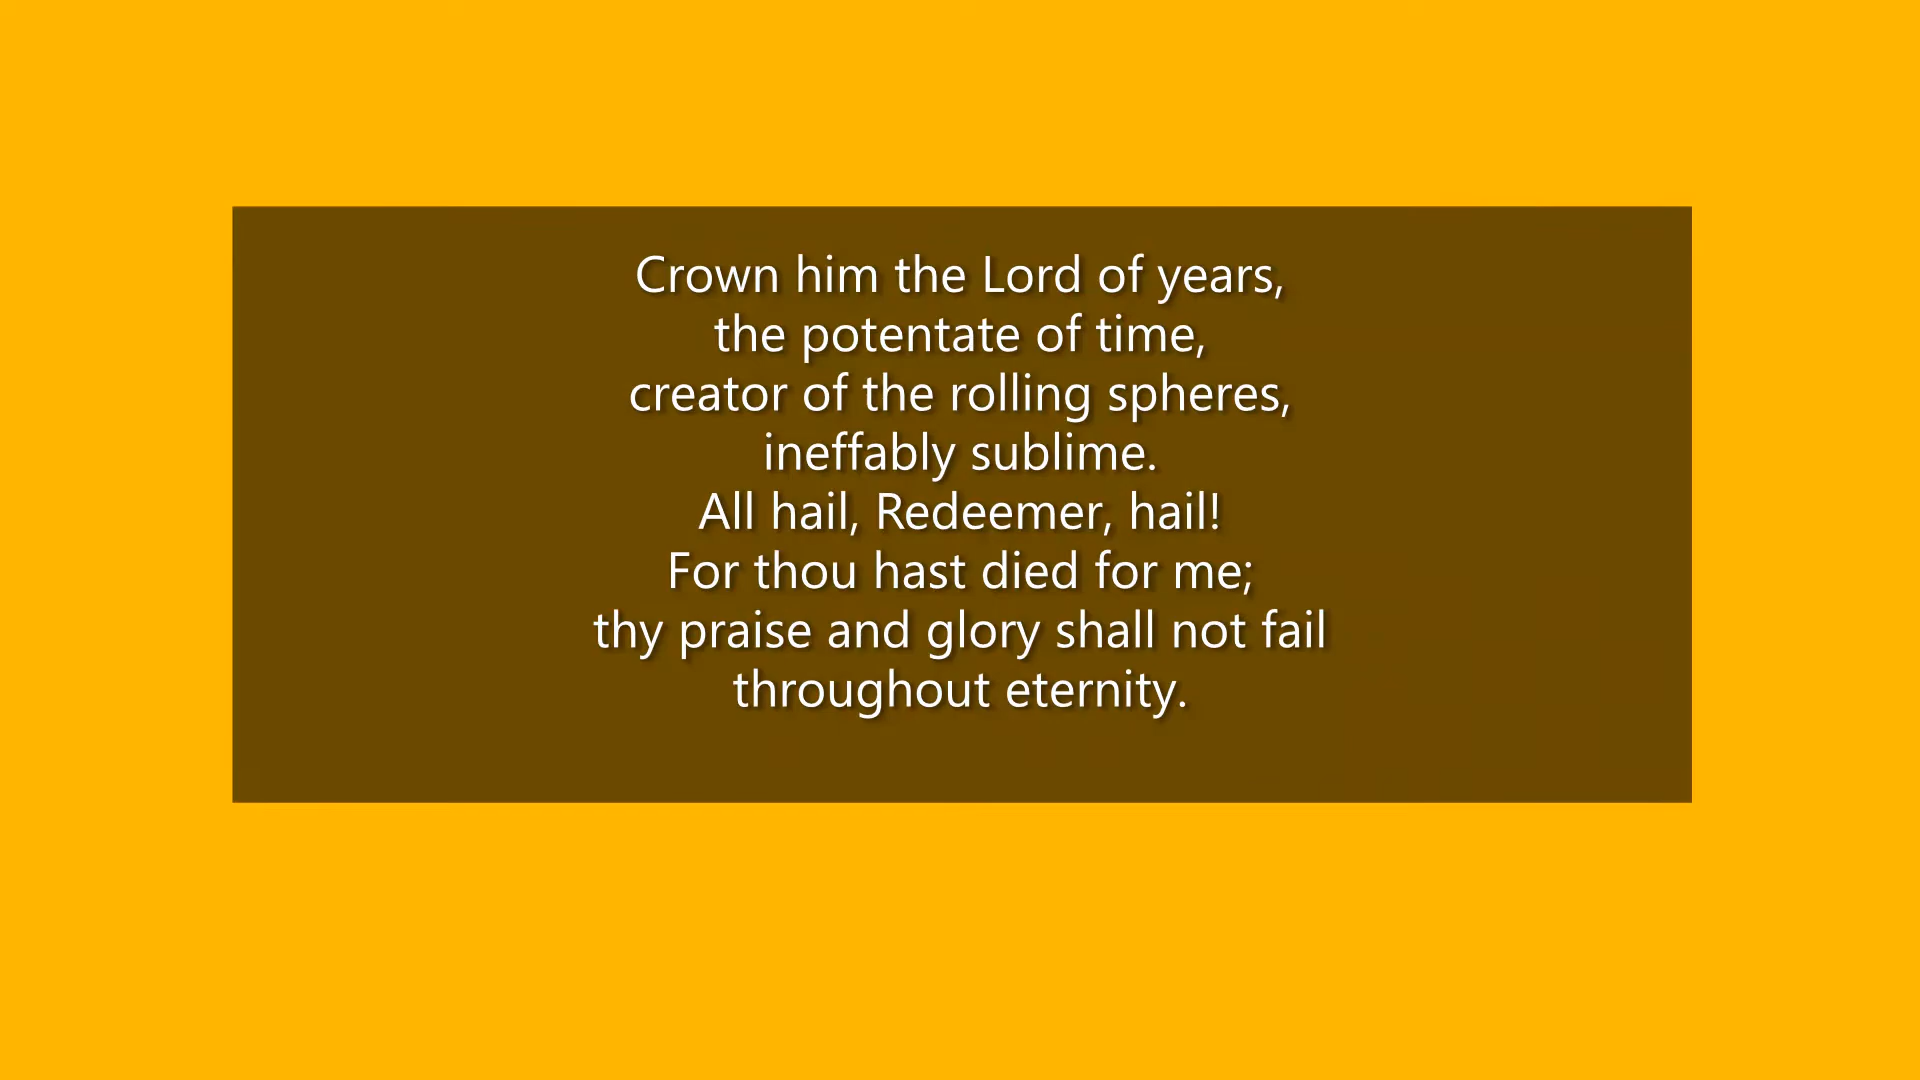 Crown him the Lord of years,
the potentate of time,
creator of the rolling spheres,
ineffably sublime.
All hail, Redeemer, hail!
For thou hast died for me;
thy praise and glory shall not fail
throughout eternity.